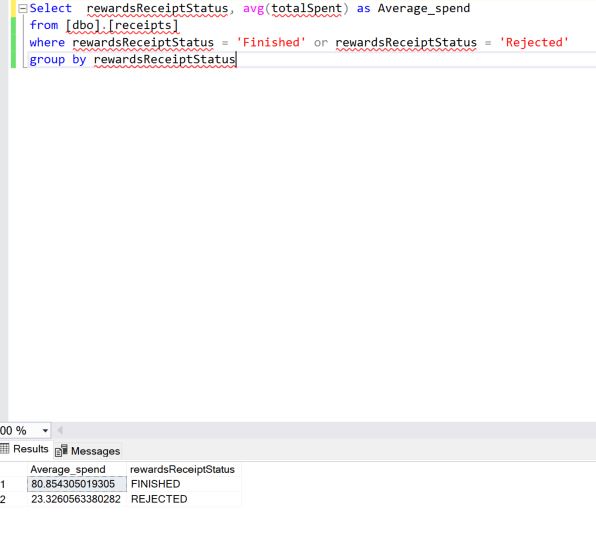 Select  rewardsReceiptStatus, avg(totalSpent) as Average_spend
from [dbo].[receipts]
where rewardsReceiptStatus = 'Finished' or rewardsReceiptStatus = 'Rejected'
group by rewardsReceiptStatus
00 %
Results Messages
Average_spend rewardsReceiptStatus
1 80.854305019305 FINISHED
2 23.3260563380282 REJECTED